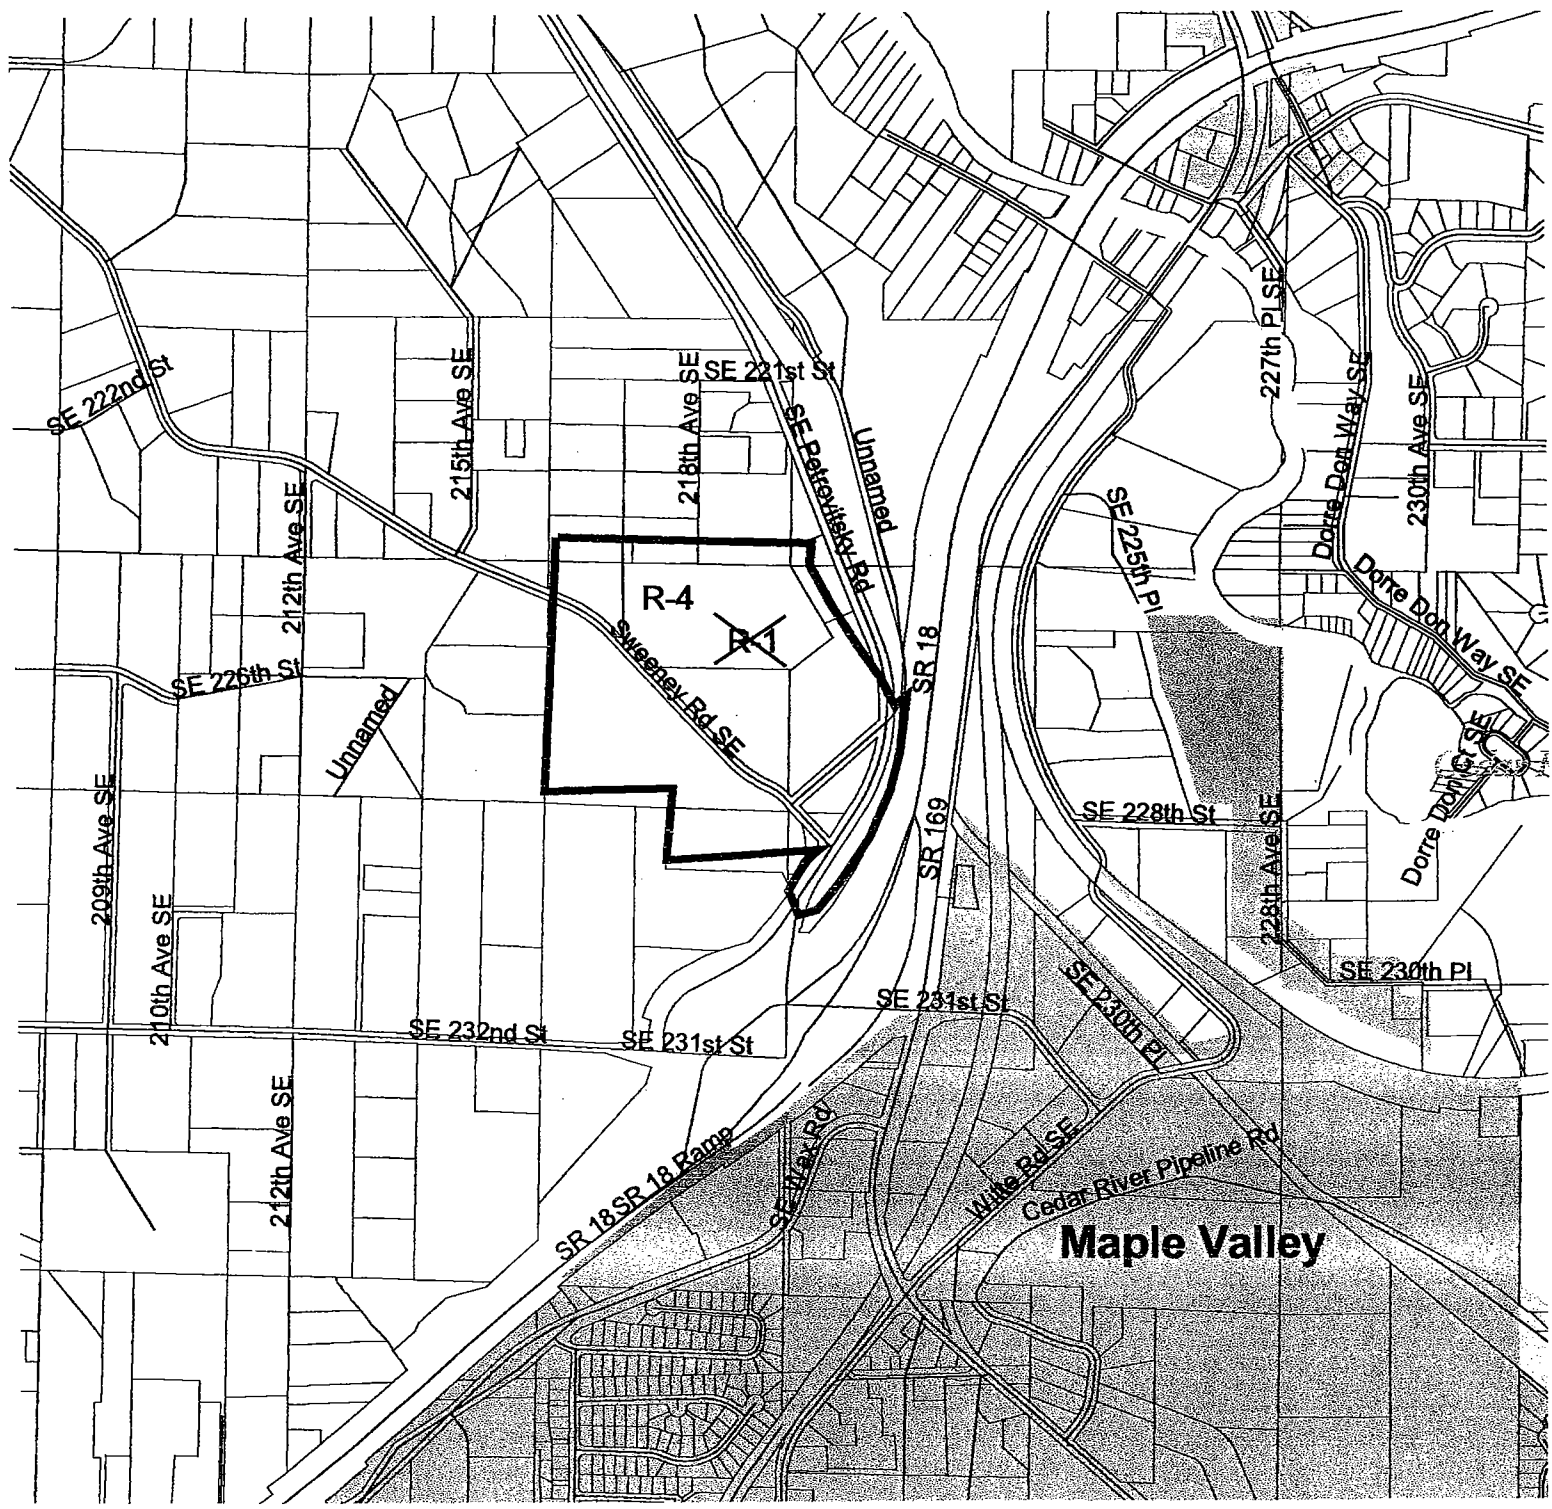 227th Pl SE
SE 222nd St
215th Ave SE
218th Ave SE
SE 221st St
SE Petrovitsky Rd
Unnamed
Dorre Don Way SE
230th Ave SE
212th Ave SE
SE 225th Pl
R-4
R-1
Sweeney Rd SE
SR 18
Dorre Don Way SE
SE 226th St
Unnamed
209th Ave SE
SR 169
SE 228th St
228th Ave SE
Dorre Don Ct SE
210th Ave SE
SE 230th Pl
SE 231st St
SE 230th Pl
SE 232nd St
SE 231st St
212th Ave SE
SR 18 SR 18 Ramp
SE Wax Rd
Witte Rd SE
Cedar River Pipeline Rd
Maple Valley